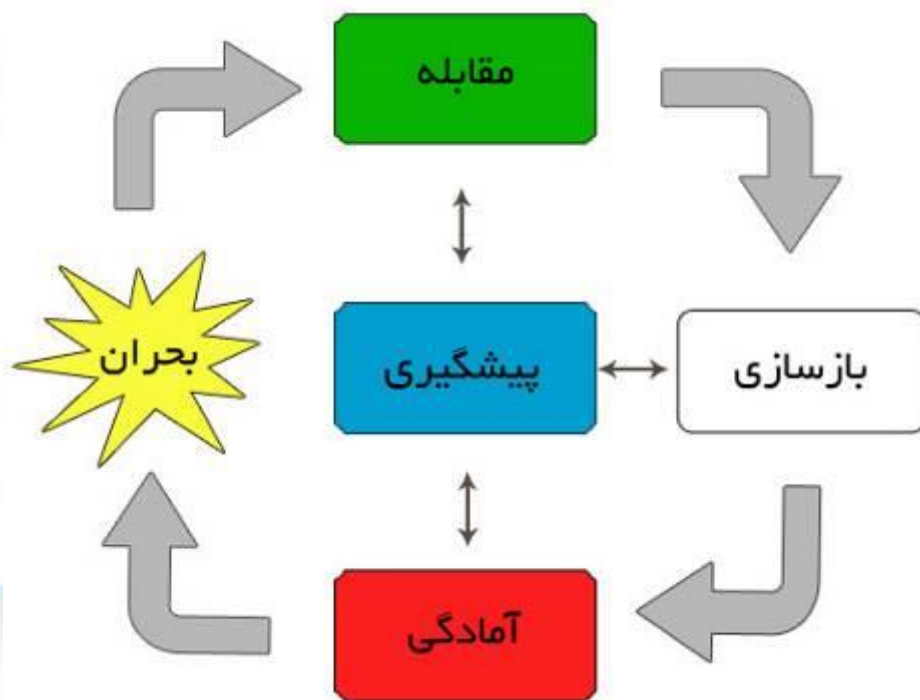 مقابله
بحران
پیشگیری
بازسازی
آمادگی